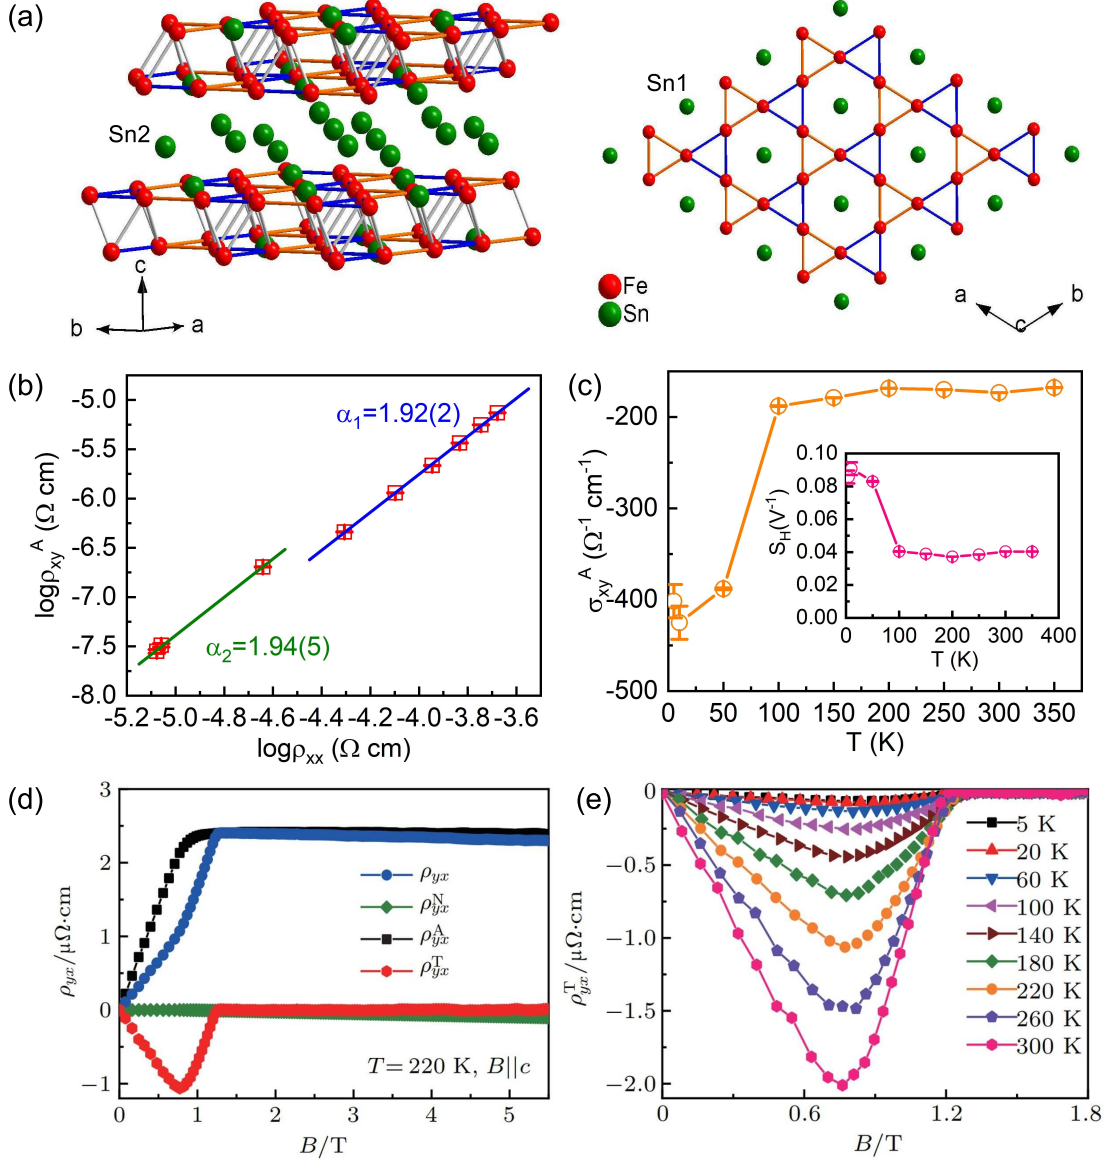 (a)
Sn2
c
b
a
Sn1
Fe
Sn
a
b
c
(b)
logρxyᴬ (Ω cm)
-5.0
-5.5
-6.0
-6.5
-7.0
-7.5
-8.0
α1=1.92(2)
α2=1.94(5)
-5.2 -5.0 -4.8 -4.6 -4.4 -4.2 -4.0 -3.8 -3.6
logρxx (Ω cm)
(c)
σxyᴬ (Ω⁻¹ cm⁻¹)
-200
-300
-400
-500
0 50 100 150 200 250 300 350
T (K)
SH(V⁻¹)
0.10
0.08
0.06
0.04
0.02
0.00
0 100 200 300 400
T (K)
(d)
ρyx/μΩ·cm
3
2
1
0
−1
ρyx
ρyxᴺ
ρyxᴬ
ρyxᵀ
T=220 K, B||c
0 1 2 3 4 5
B/T
(e)
ρyxᵀ/μΩ·cm
0
−0.5
−1.0
−1.5
−2.0
5 K
20 K
60 K
100 K
140 K
180 K
220 K
260 K
300 K
0 0.6 1.2 1.8
B/T